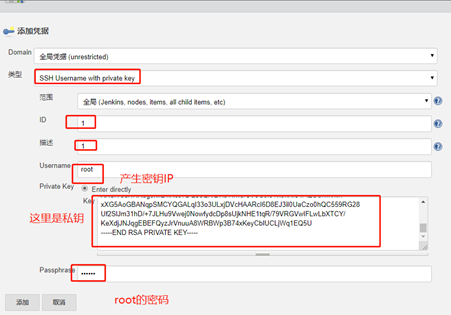 添加凭据
Domain 全局凭据 (unrestricted)
类型 SSH Username with private key
范围 全局 (Jenkins, nodes, items, all child items, etc)
ID 1
描述 1
Username root
产生密钥IP
Private Key Enter directly
Key
xXG5AoGBANqpSMCYQGALqI33o3ULxjDVcHAARcI6D8EJ3Il0UaCzo0hQC559RG28
Uf2SIJm31hD/+7JLHu9Vwej0NowfydcDp8sUjkNHE1tqR/79VRGVwIFLwLbXTCY/
KeXdjJNJqgEBEFQyzJrVnuuA8WRBWp3B74xKeyCbfUCLjWq1EQ5U
-----END RSA PRIVATE KEY-----
这里是私钥
Passphrase ••••••
root的密码
添加 取消